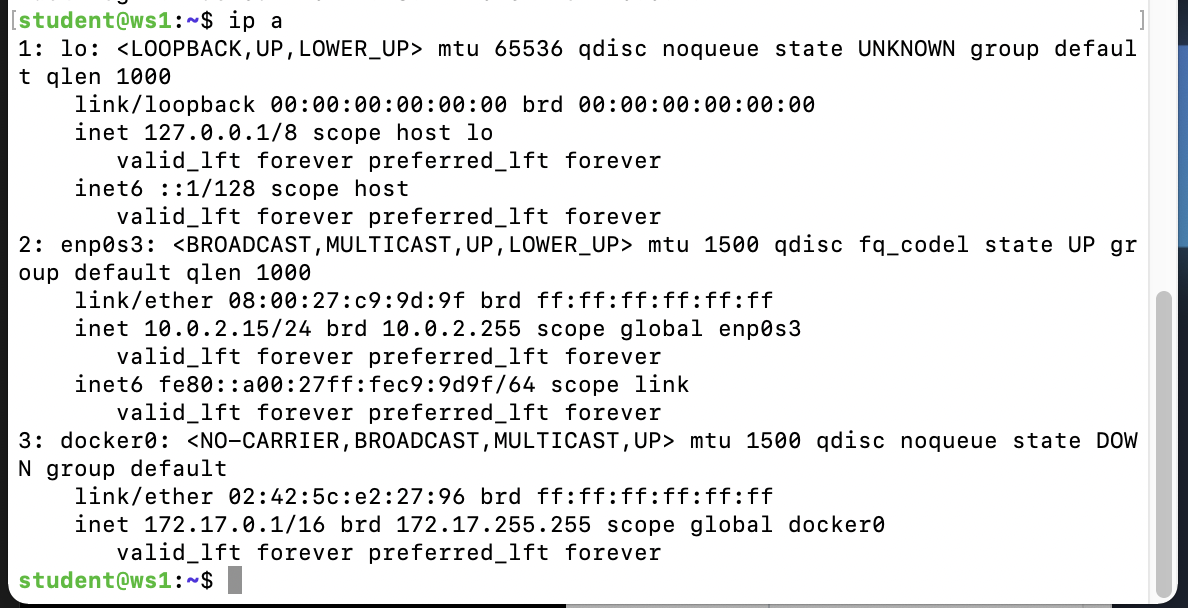 [student@ws1:~$ ip a ]
1: lo: <LOOPBACK,UP,LOWER_UP> mtu 65536 qdisc noqueue state UNKNOWN group defaul
t qlen 1000
    link/loopback 00:00:00:00:00:00 brd 00:00:00:00:00:00
    inet 127.0.0.1/8 scope host lo
       valid_lft forever preferred_lft forever
    inet6 ::1/128 scope host
       valid_lft forever preferred_lft forever
2: enp0s3: <BROADCAST,MULTICAST,UP,LOWER_UP> mtu 1500 qdisc fq_codel state UP gr
oup default qlen 1000
    link/ether 08:00:27:c9:9d:9f brd ff:ff:ff:ff:ff:ff
    inet 10.0.2.15/24 brd 10.0.2.255 scope global enp0s3
       valid_lft forever preferred_lft forever
    inet6 fe80::a00:27ff:fec9:9d9f/64 scope link
       valid_lft forever preferred_lft forever
3: docker0: <NO-CARRIER,BROADCAST,MULTICAST,UP> mtu 1500 qdisc noqueue state DOW
N group default
    link/ether 02:42:5c:e2:27:96 brd ff:ff:ff:ff:ff:ff
    inet 172.17.0.1/16 brd 172.17.255.255 scope global docker0
       valid_lft forever preferred_lft forever
student@ws1:~$